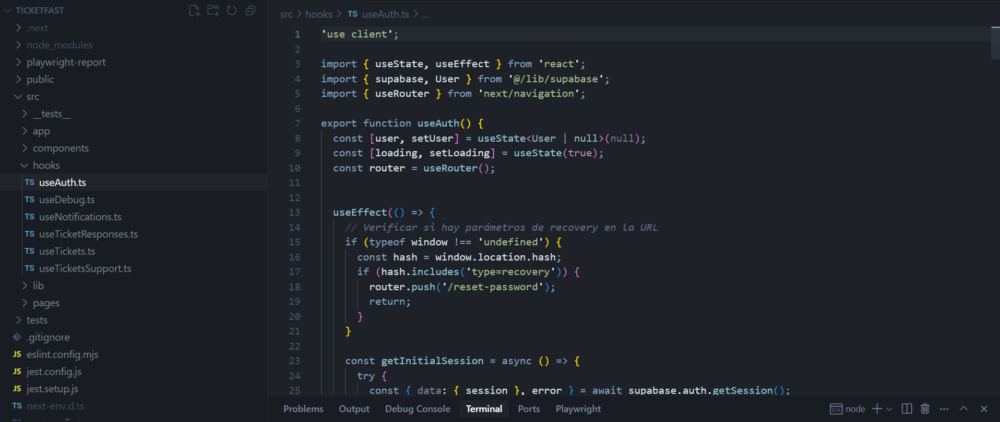 TICKETFAST
.next
node_modules
playwright-report
public
src
__tests__
app
components
hooks
TS useAuth.ts
TS useDebug.ts
TS useNotifications.ts
TS useTicketResponses.ts
TS useTickets.ts
TS useTicketsSupport.ts
lib
pages
tests
.gitignore
JS eslint.config.mjs
JS jest.config.js
JS jest.setup.js
TS next-env.d.ts
src > hooks > TS useAuth.ts > ...
1 'use client';
2
3 import { useState, useEffect } from 'react';
4 import { supabase, User } from '@/lib/supabase';
5 import { useRouter } from 'next/navigation';
6
7 export function useAuth() {
8 const [user, setUser] = useState<User | null>(null);
9 const [loading, setLoading] = useState(true);
10 const router = useRouter();
11
12
13 useEffect(() => {
14 // Verificar si hay parámetros de recovery en la URL
15 if (typeof window !== 'undefined') {
16 const hash = window.location.hash;
17 if (hash.includes('type=recovery')) {
18 router.push('/reset-password');
19 return;
20 }
21 }
22
23 const getInitialSession = async () => {
24 try {
25 const { data: { session }, error } = await supabase.auth.getSession();
Problems Output Debug Console Terminal Ports Playwright node